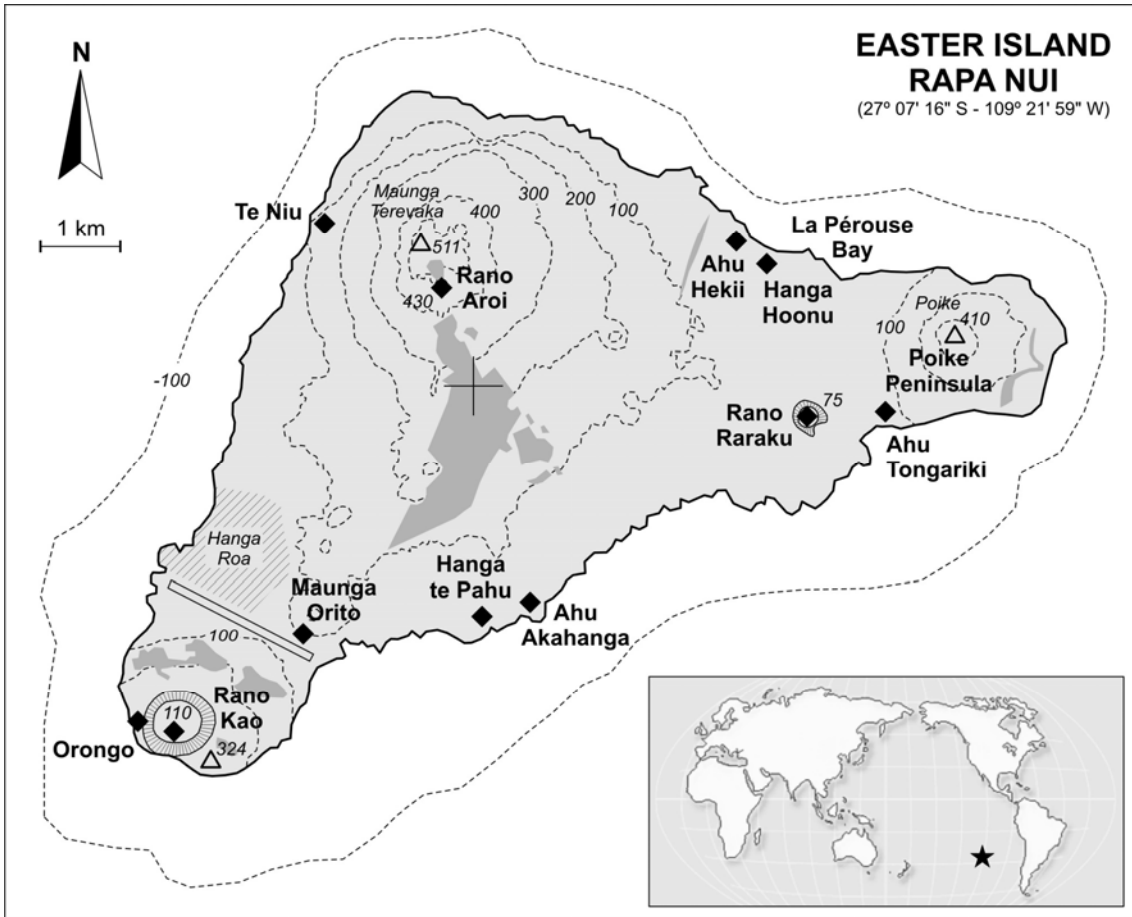 EASTER ISLAND
RAPA NUI
(27º 07' 16" S - 109º 21' 59" W)
N
1 km
Te Niu
Maunga
Terevaka
511
400
300
200
100
Rano
Aroi
430
La Pérouse
Bay
Ahu
Hekii
Hanga
Hoonu
Poike
410
100
Poike
Peninsula
-100
Rano
Raraku
75
Ahu
Tongariki
Hanga
Roa
Maunga
Orito
Hanga
te Pahu
Ahu
Akahanga
100
Rano
Kao
110
324
Orongo